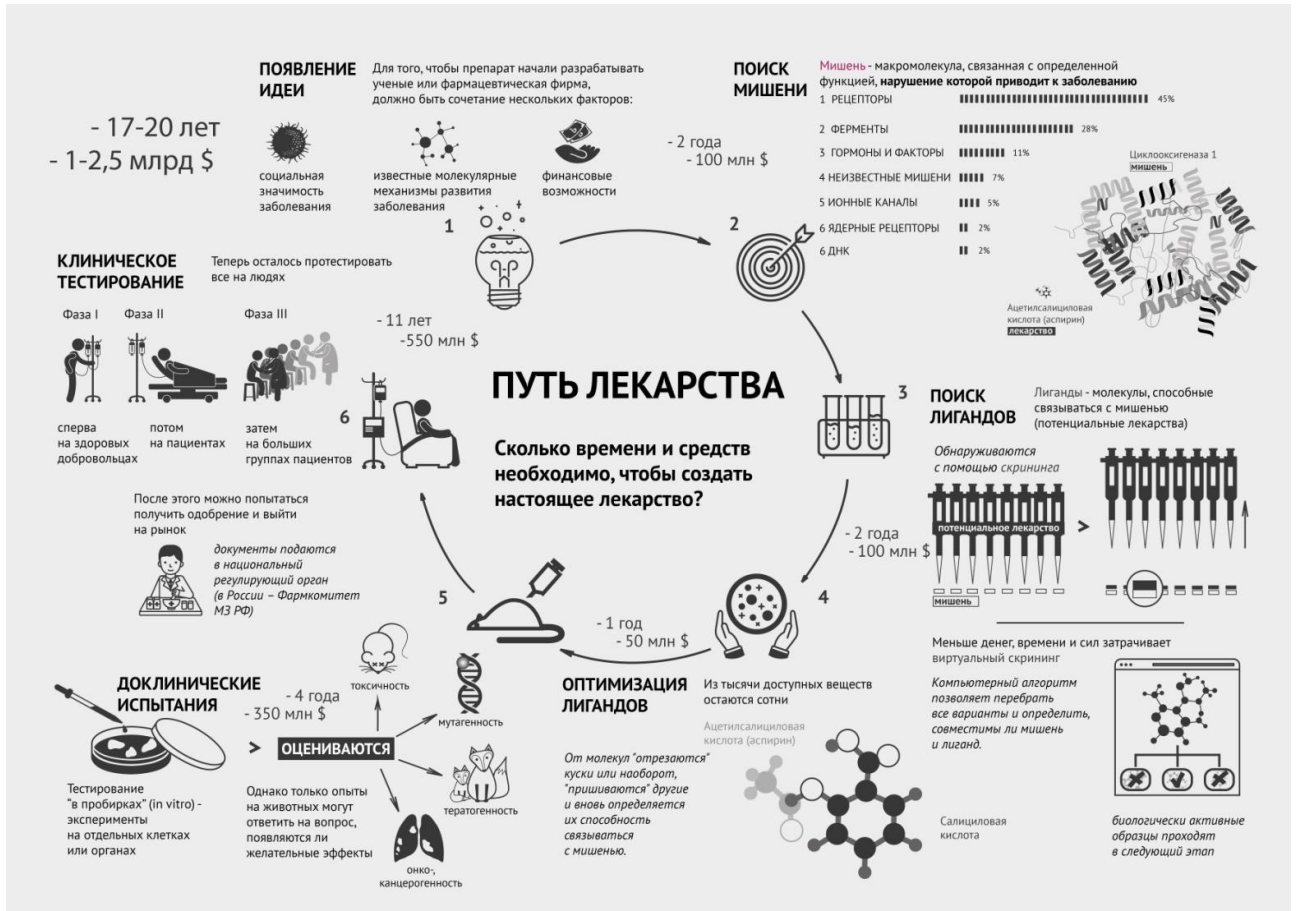 - 17-20 лет
- 1-2,5 млрд $
ПОЯВЛЕНИЕ
ИДЕИ
Для того, чтобы препарат начали разрабатывать
ученые или фармацевтическая фирма,
должно быть сочетание нескольких факторов:
социальная
значимость
заболевания
известные молекулярные
механизмы развития
заболевания
финансовые
возможности
1
- 2 года
- 100 млн $
ПОИСК
МИШЕНИ
Мишень - макромолекула, связанная с определенной
функцией, нарушение которой приводит к заболеванию
1 РЕЦЕПТОРЫ 45%
2 ФЕРМЕНТЫ 28%
3 ГОРМОНЫ И ФАКТОРЫ 11%
4 НЕИЗВЕСТНЫЕ МИШЕНИ 7%
5 ИОННЫЕ КАНАЛЫ 5%
6 ЯДЕРНЫЕ РЕЦЕПТОРЫ 2%
6 ДНК 2%
2
Циклооксигеназа 1
мишень
Ацетилсалициловая
кислота (аспирин)
лекарство
ПУТЬ ЛЕКАРСТВА
Сколько времени и средств
необходимо, чтобы создать
настоящее лекарство?
3
ПОИСК
ЛИГАНДОВ
Лиганды - молекулы, способные
связываться с мишенью
(потенциальные лекарства)
Обнаруживаются
с помощью скрининга
потенциальное лекарство
>
мишень
- 2 года
- 100 млн $
Меньше денег, времени и сил затрачивает
виртуальный скрининг
Компьютерный алгоритм
позволяет перебрать
все варианты и определить,
совместимы ли мишень
и лиганд.
биологически активные
образцы проходят
в следующий этап
4
- 1 год
- 50 млн $
ОПТИМИЗАЦИЯ
ЛИГАНДОВ
Из тысячи доступных веществ
остаются сотни
Ацетилсалициловая
кислота (аспирин)
От молекул "отрезаются"
куски или наоборот,
"пришиваются" другие
и вновь определяется
их способность
связываться
с мишенью.
Салициловая
кислота
5
ДОКЛИНИЧЕСКИЕ
ИСПЫТАНИЯ
- 4 года
- 350 млн $
>
ОЦЕНИВАЮТСЯ
токсичность
мутагенность
тератогенность
онко-,
канцерогенность
Тестирование
"в пробирках" (in vitro) -
эксперименты
на отдельных клетках
или органах
Однако только опыты
на животных могут
ответить на вопрос,
появляются ли
желательные эффекты
6
КЛИНИЧЕСКОЕ
ТЕСТИРОВАНИЕ
Теперь осталось протестировать
все на людях
- 11 лет
-550 млн $
Фаза I
Фаза II
Фаза III
сперва
на здоровых
добровольцах
потом
на пациентах
затем
на больших
группах пациентов
После этого можно попытаться
получить одобрение и выйти
на рынок
документы подаются
в национальный
регулирующий орган
(в России – Фармкомитет
МЗ РФ)